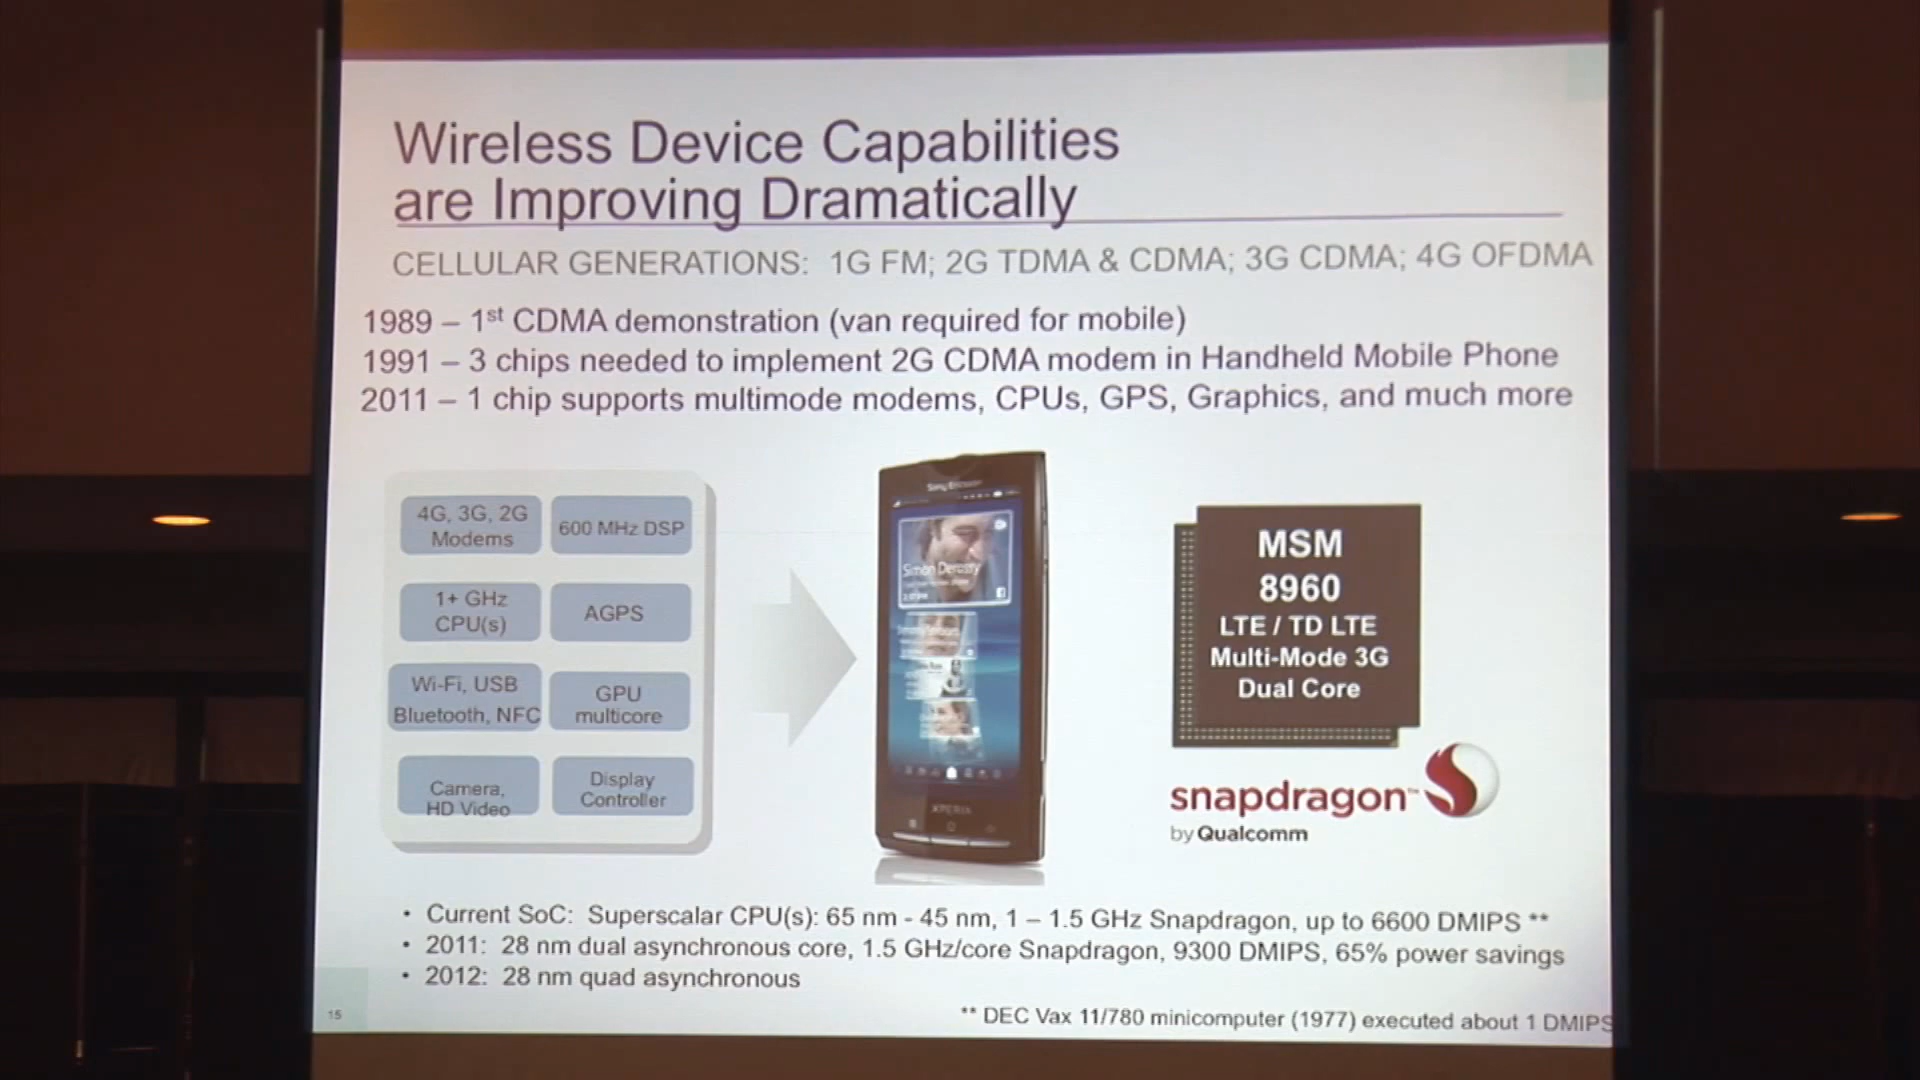 Wireless Device Capabilities
are Improving Dramatically
CELLULAR GENERATIONS: 1G FM; 2G TDMA & CDMA; 3G CDMA; 4G OFDMA
1989 – 1st CDMA demonstration (van required for mobile)
1991 – 3 chips needed to implement 2G CDMA modem in Handheld Mobile Phone
2011 – 1 chip supports multimode modems, CPUs, GPS, Graphics, and much more
4G, 3G, 2G
Modems
600 MHz DSP
1+ GHz
CPU(s)
AGPS
Wi-Fi, USB
Bluetooth, NFC
GPU
multicore
Camera,
HD Video
Display
Controller
Sony Ericsson
Simon Derosty
XPERIA
MSM
8960
LTE / TD LTE
Multi-Mode 3G
Dual Core
snapdragon™
by Qualcomm
• Current SoC: Superscalar CPU(s): 65 nm - 45 nm, 1 – 1.5 GHz Snapdragon, up to 6600 DMIPS **
• 2011: 28 nm dual asynchronous core, 1.5 GHz/core Snapdragon, 9300 DMIPS, 65% power savings
• 2012: 28 nm quad asynchronous
15
** DEC Vax 11/780 minicomputer (1977) executed about 1 DMIPS